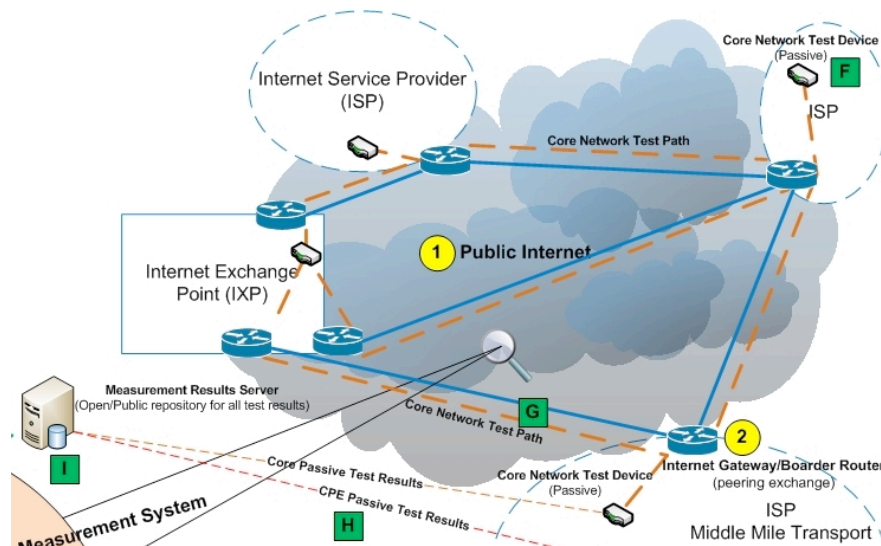 Core Network Test Device
(Passive)
F
ISP
Internet Service Provider
(ISP)
Core Network Test Path
1
Public Internet
Internet Exchange
Point (IXP)
Measurement Results Server
(Open/Public repository for all test results)
I
Core Network Test Path
G
2
Internet Gateway/Boarder Router
(peering exchange)
Core Passive Test Results
Core Network Test Device
(Passive)
CPE Passive Test Results
H
ISP
Middle Mile Transport
Measurement System